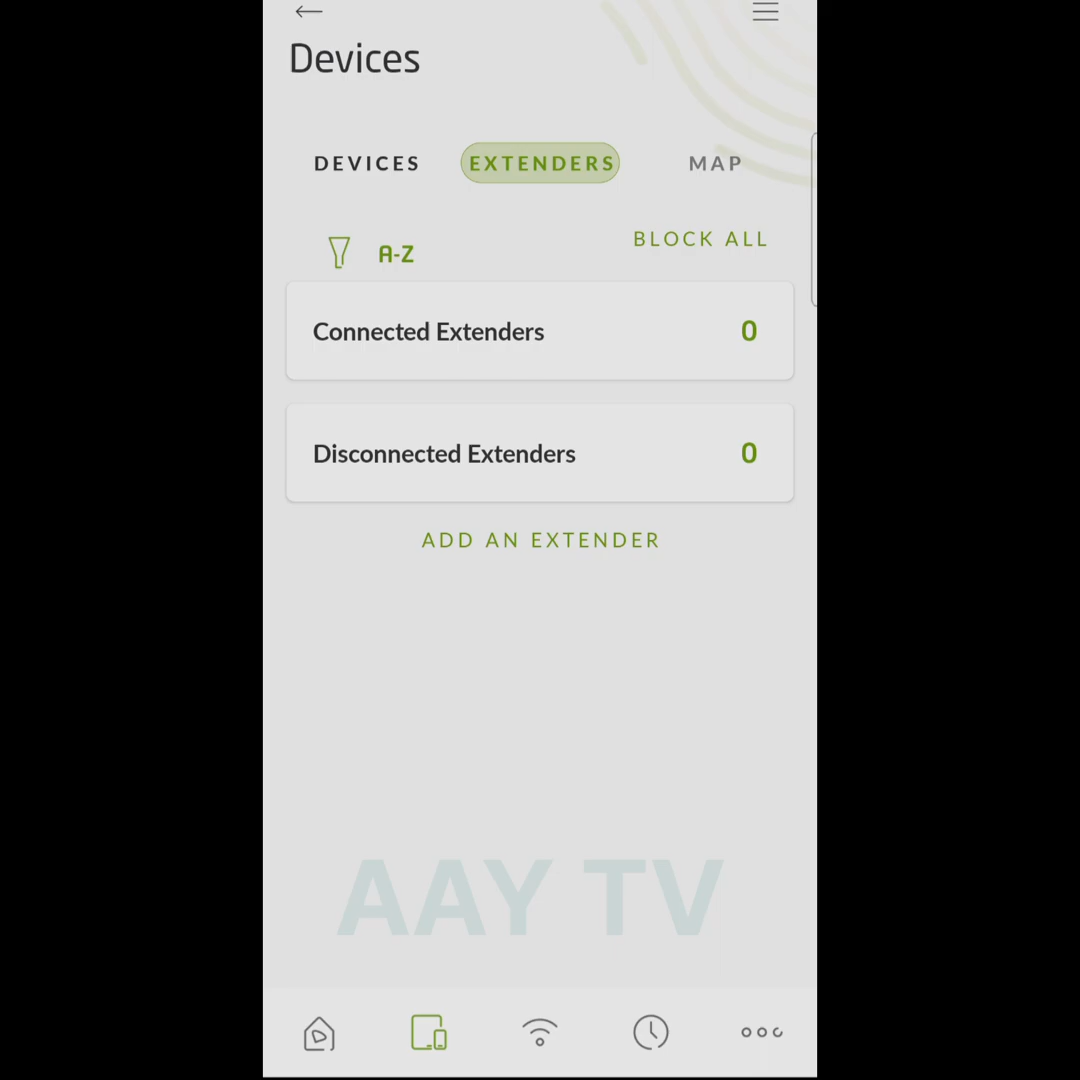 Devices
DEVICES EXTENDERS MAP
A-Z BLOCK ALL
Connected Extenders 0
Disconnected Extenders 0
ADD AN EXTENDER
AAY TV